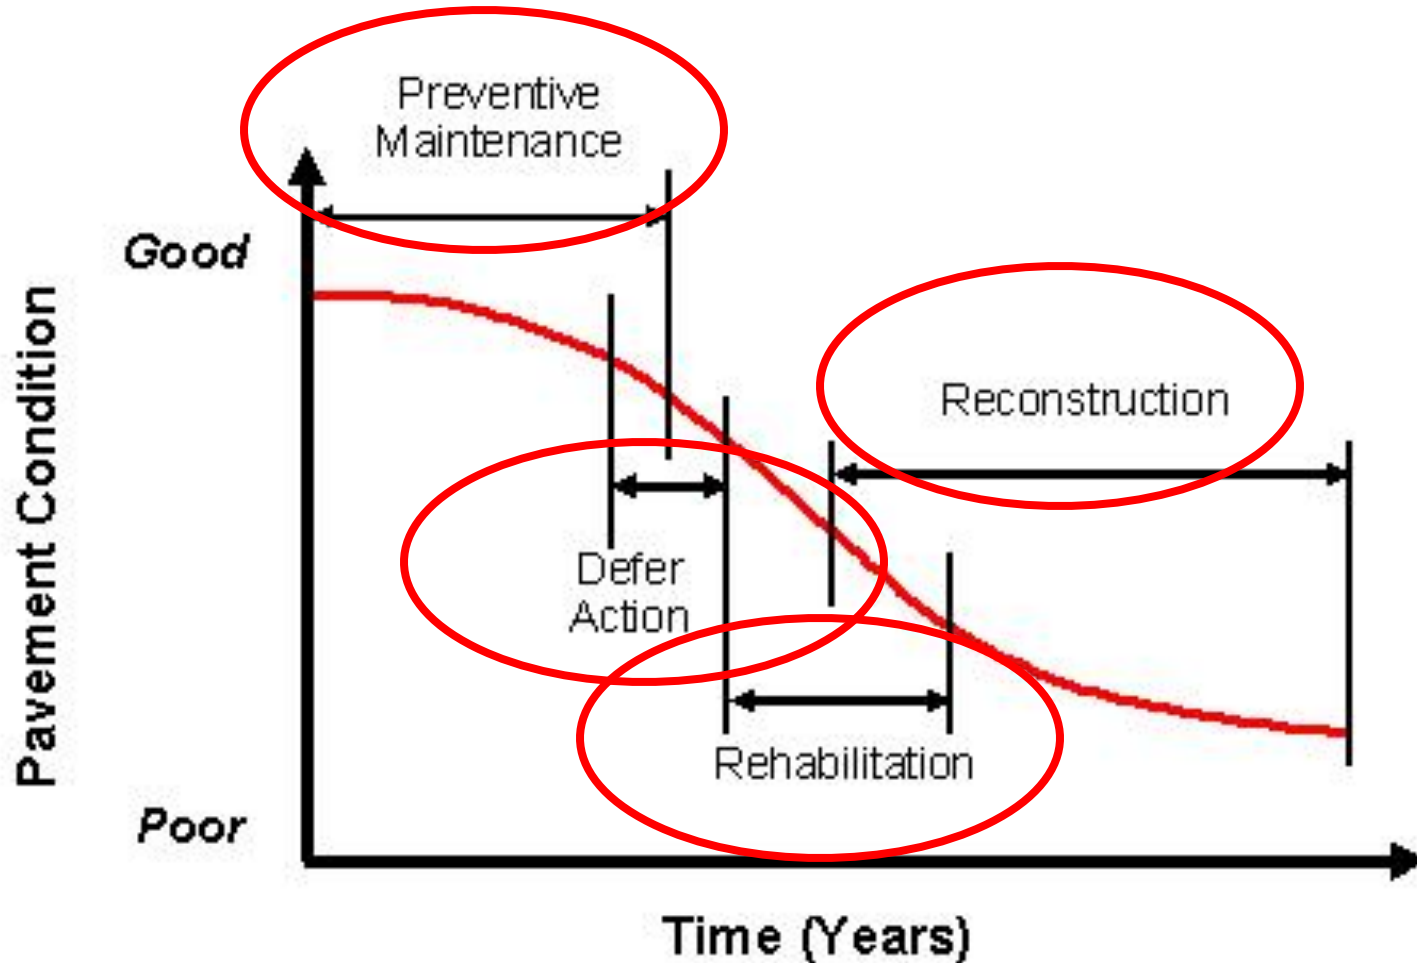 Preventive
Maintenance
Good
Pavement Condition
Reconstruction
Defer
Action
Rehabilitation
Poor
Time (Years)